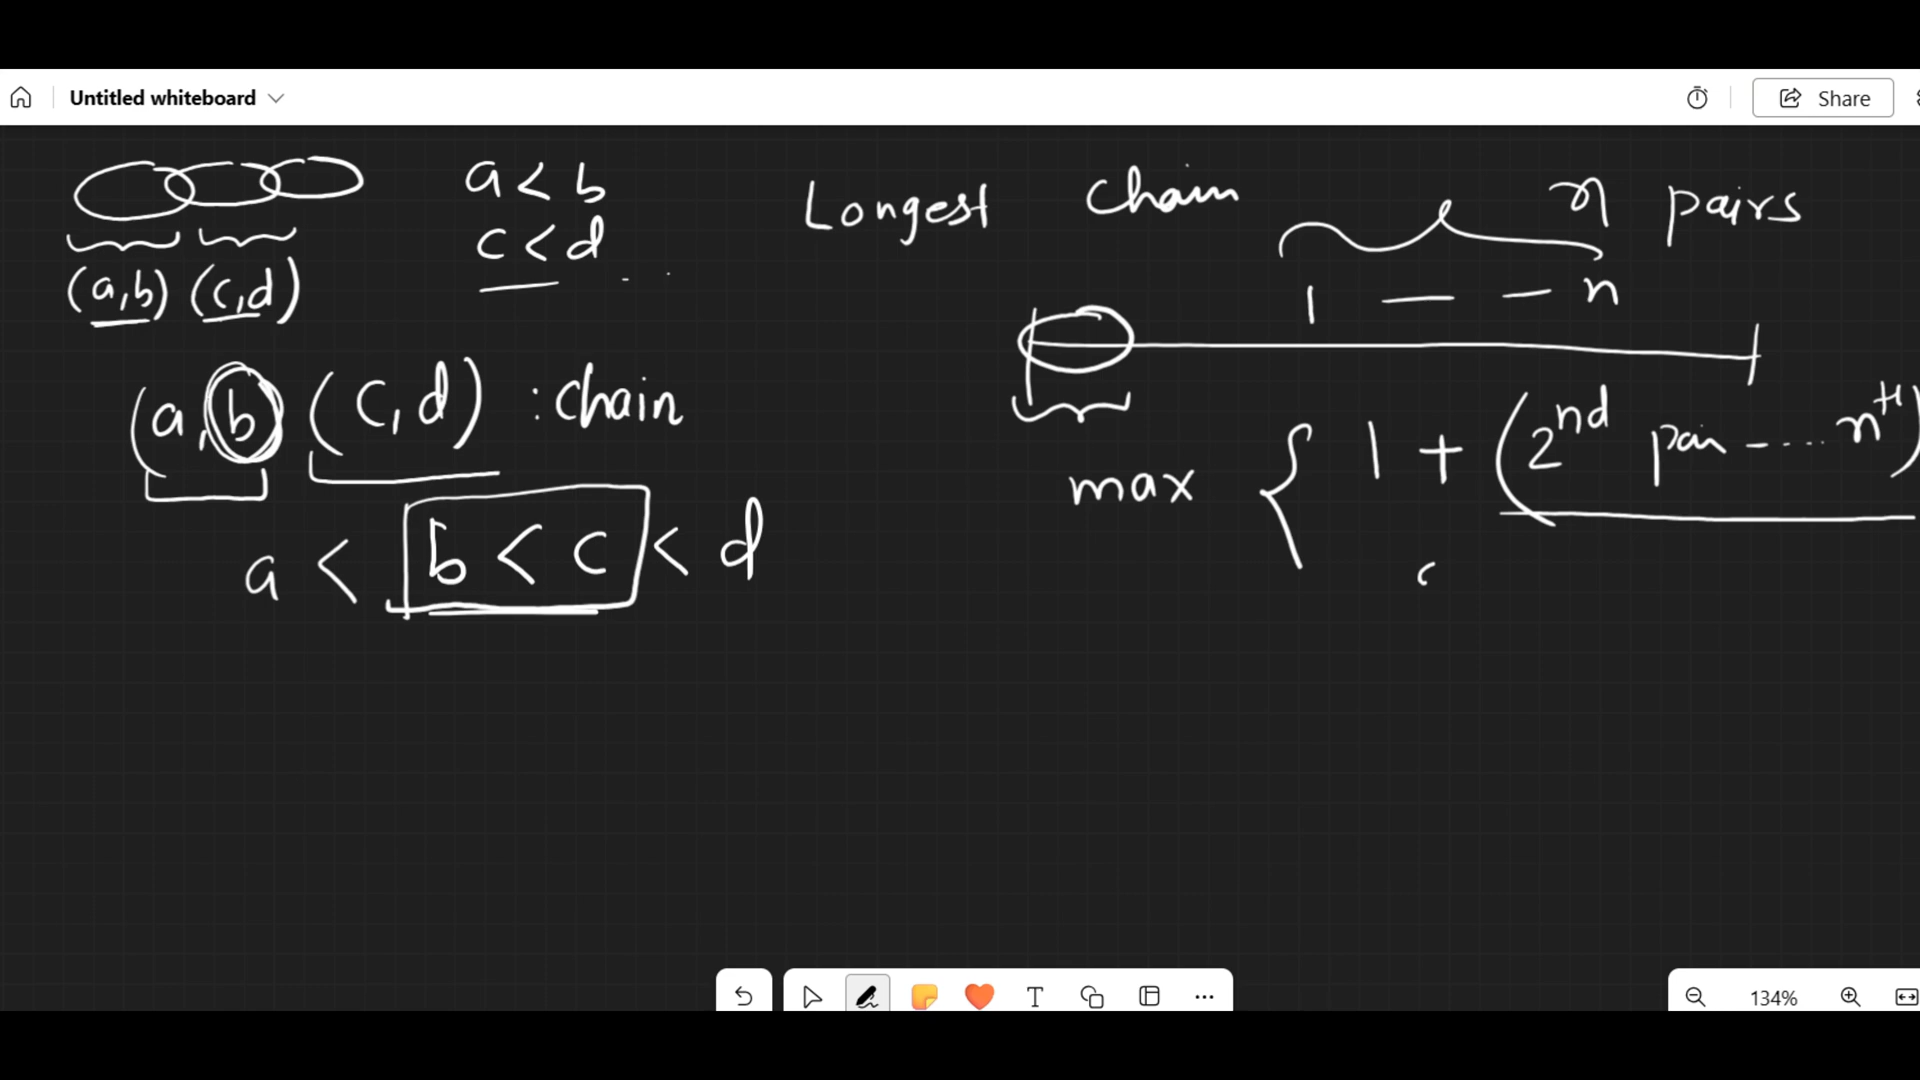 Untitled whiteboard
Share
a < b
c < d
(a,b) (c,d)
(a,b) (c,d) : chain
a < b < c < d
Longest chain
n pairs
1 — — n
max { 1 + (2nd pair ---- nth)
c
T
134%